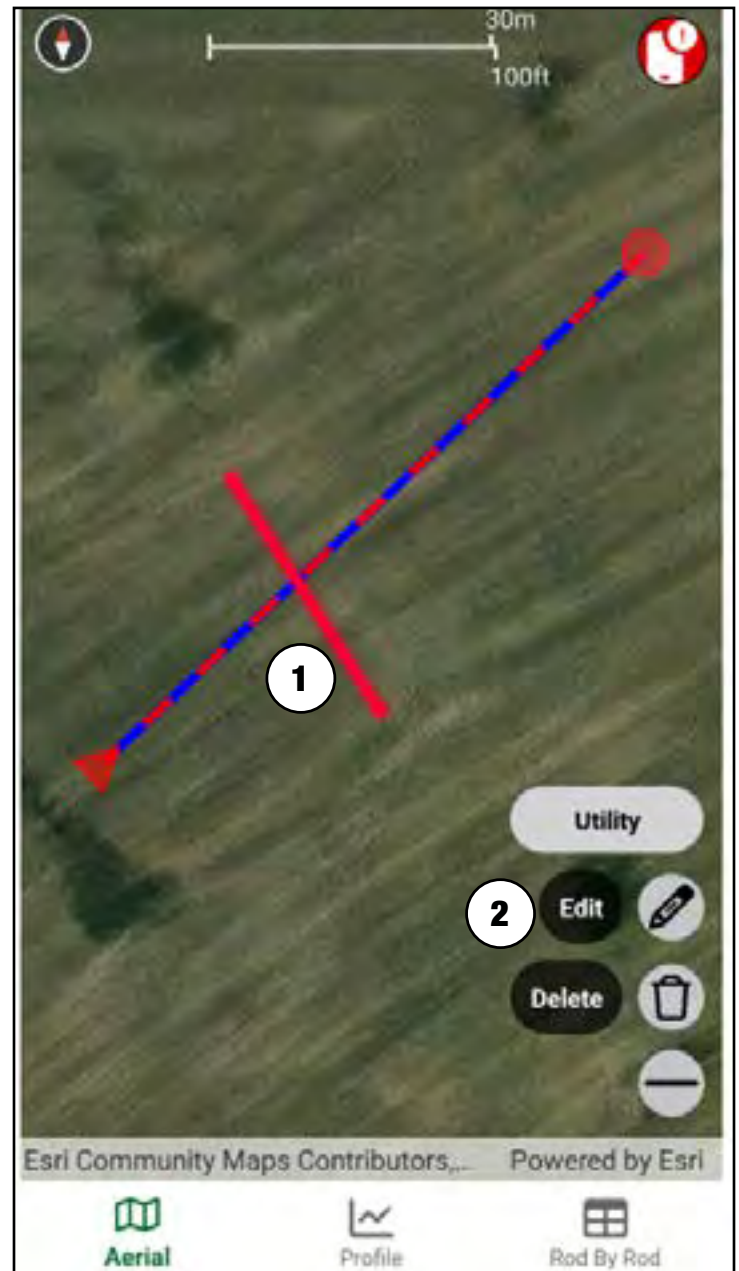 30m
100ft
!
1
Utility
2
Edit
Delete
Esri Community Maps Contributors,...
Powered by Esri
Aerial
Profile
Rod By Rod